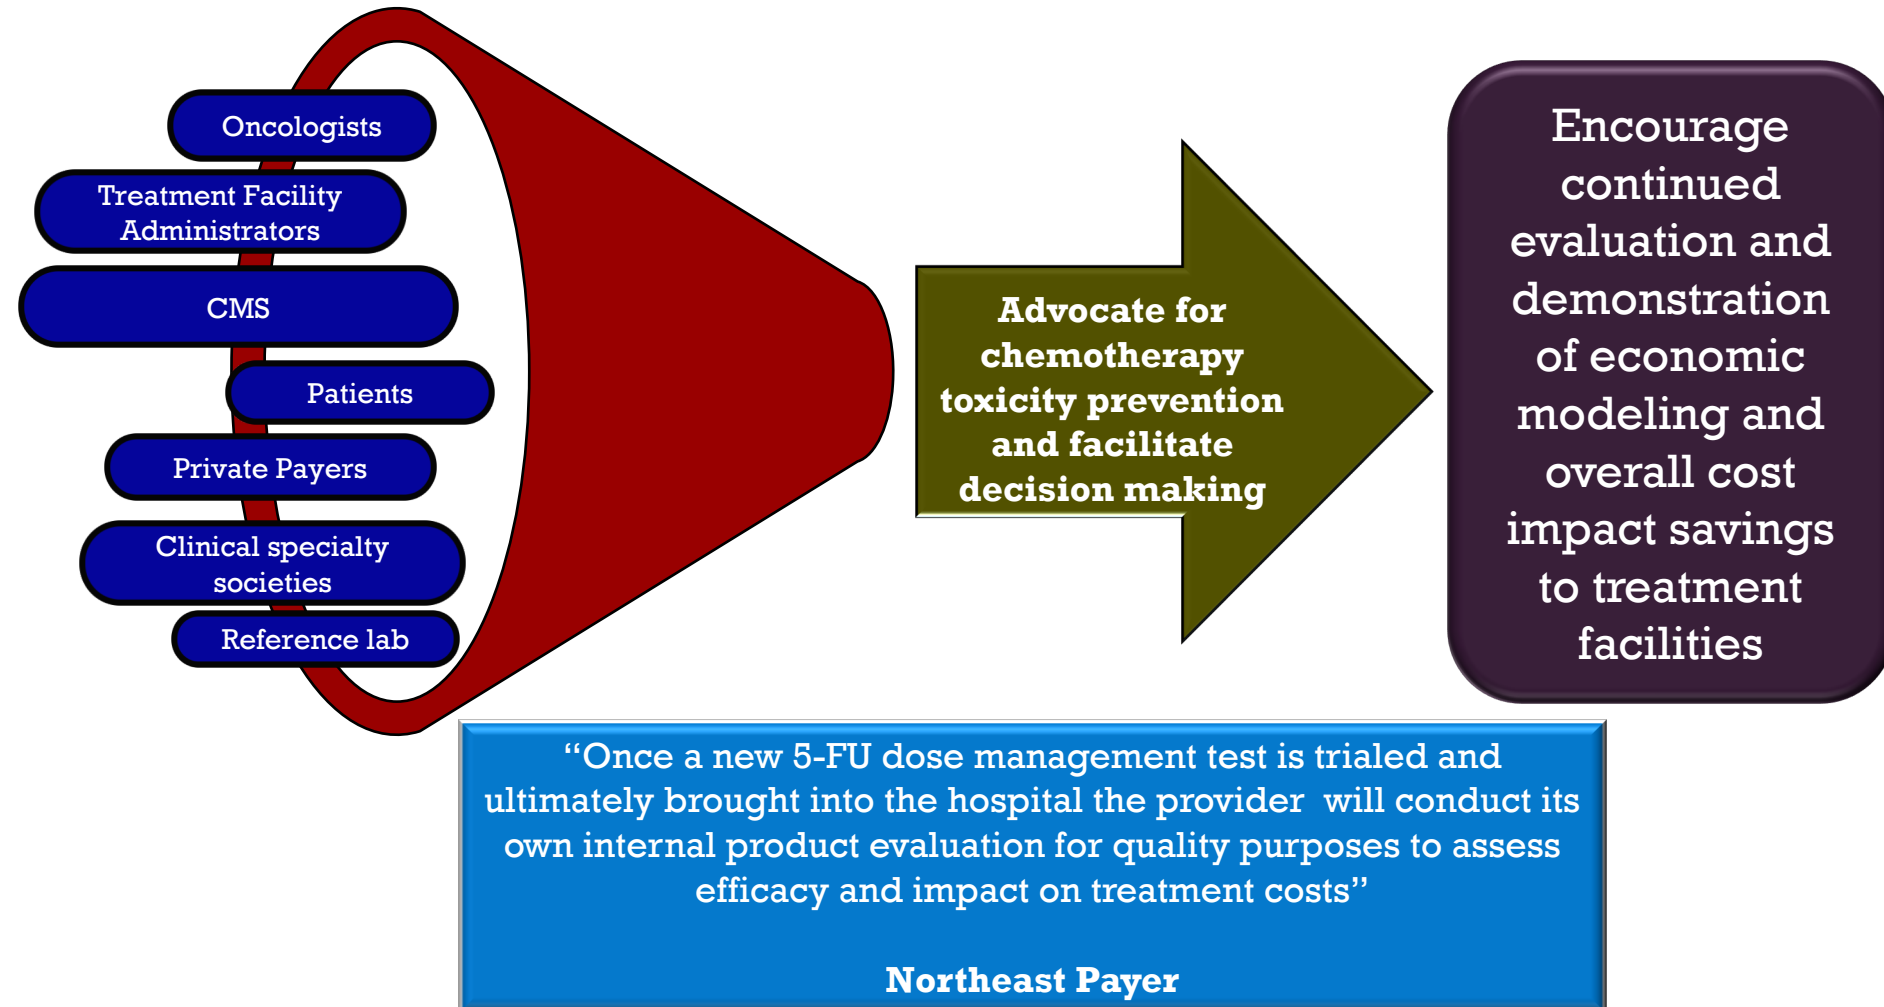 Oncologists
Treatment Facility
Administrators
CMS
Patients
Private Payers
Clinical specialty
societies
Reference lab
Advocate for
chemotherapy
toxicity prevention
and facilitate
decision making
Encourage
continued
evaluation and
demonstration
of economic
modeling and
overall cost
impact savings
to treatment
facilities
“Once a new 5-FU dose management test is trialed and
ultimately brought into the hospital the provider will conduct its
own internal product evaluation for quality purposes to assess
efficacy and impact on treatment costs”
Northeast Payer